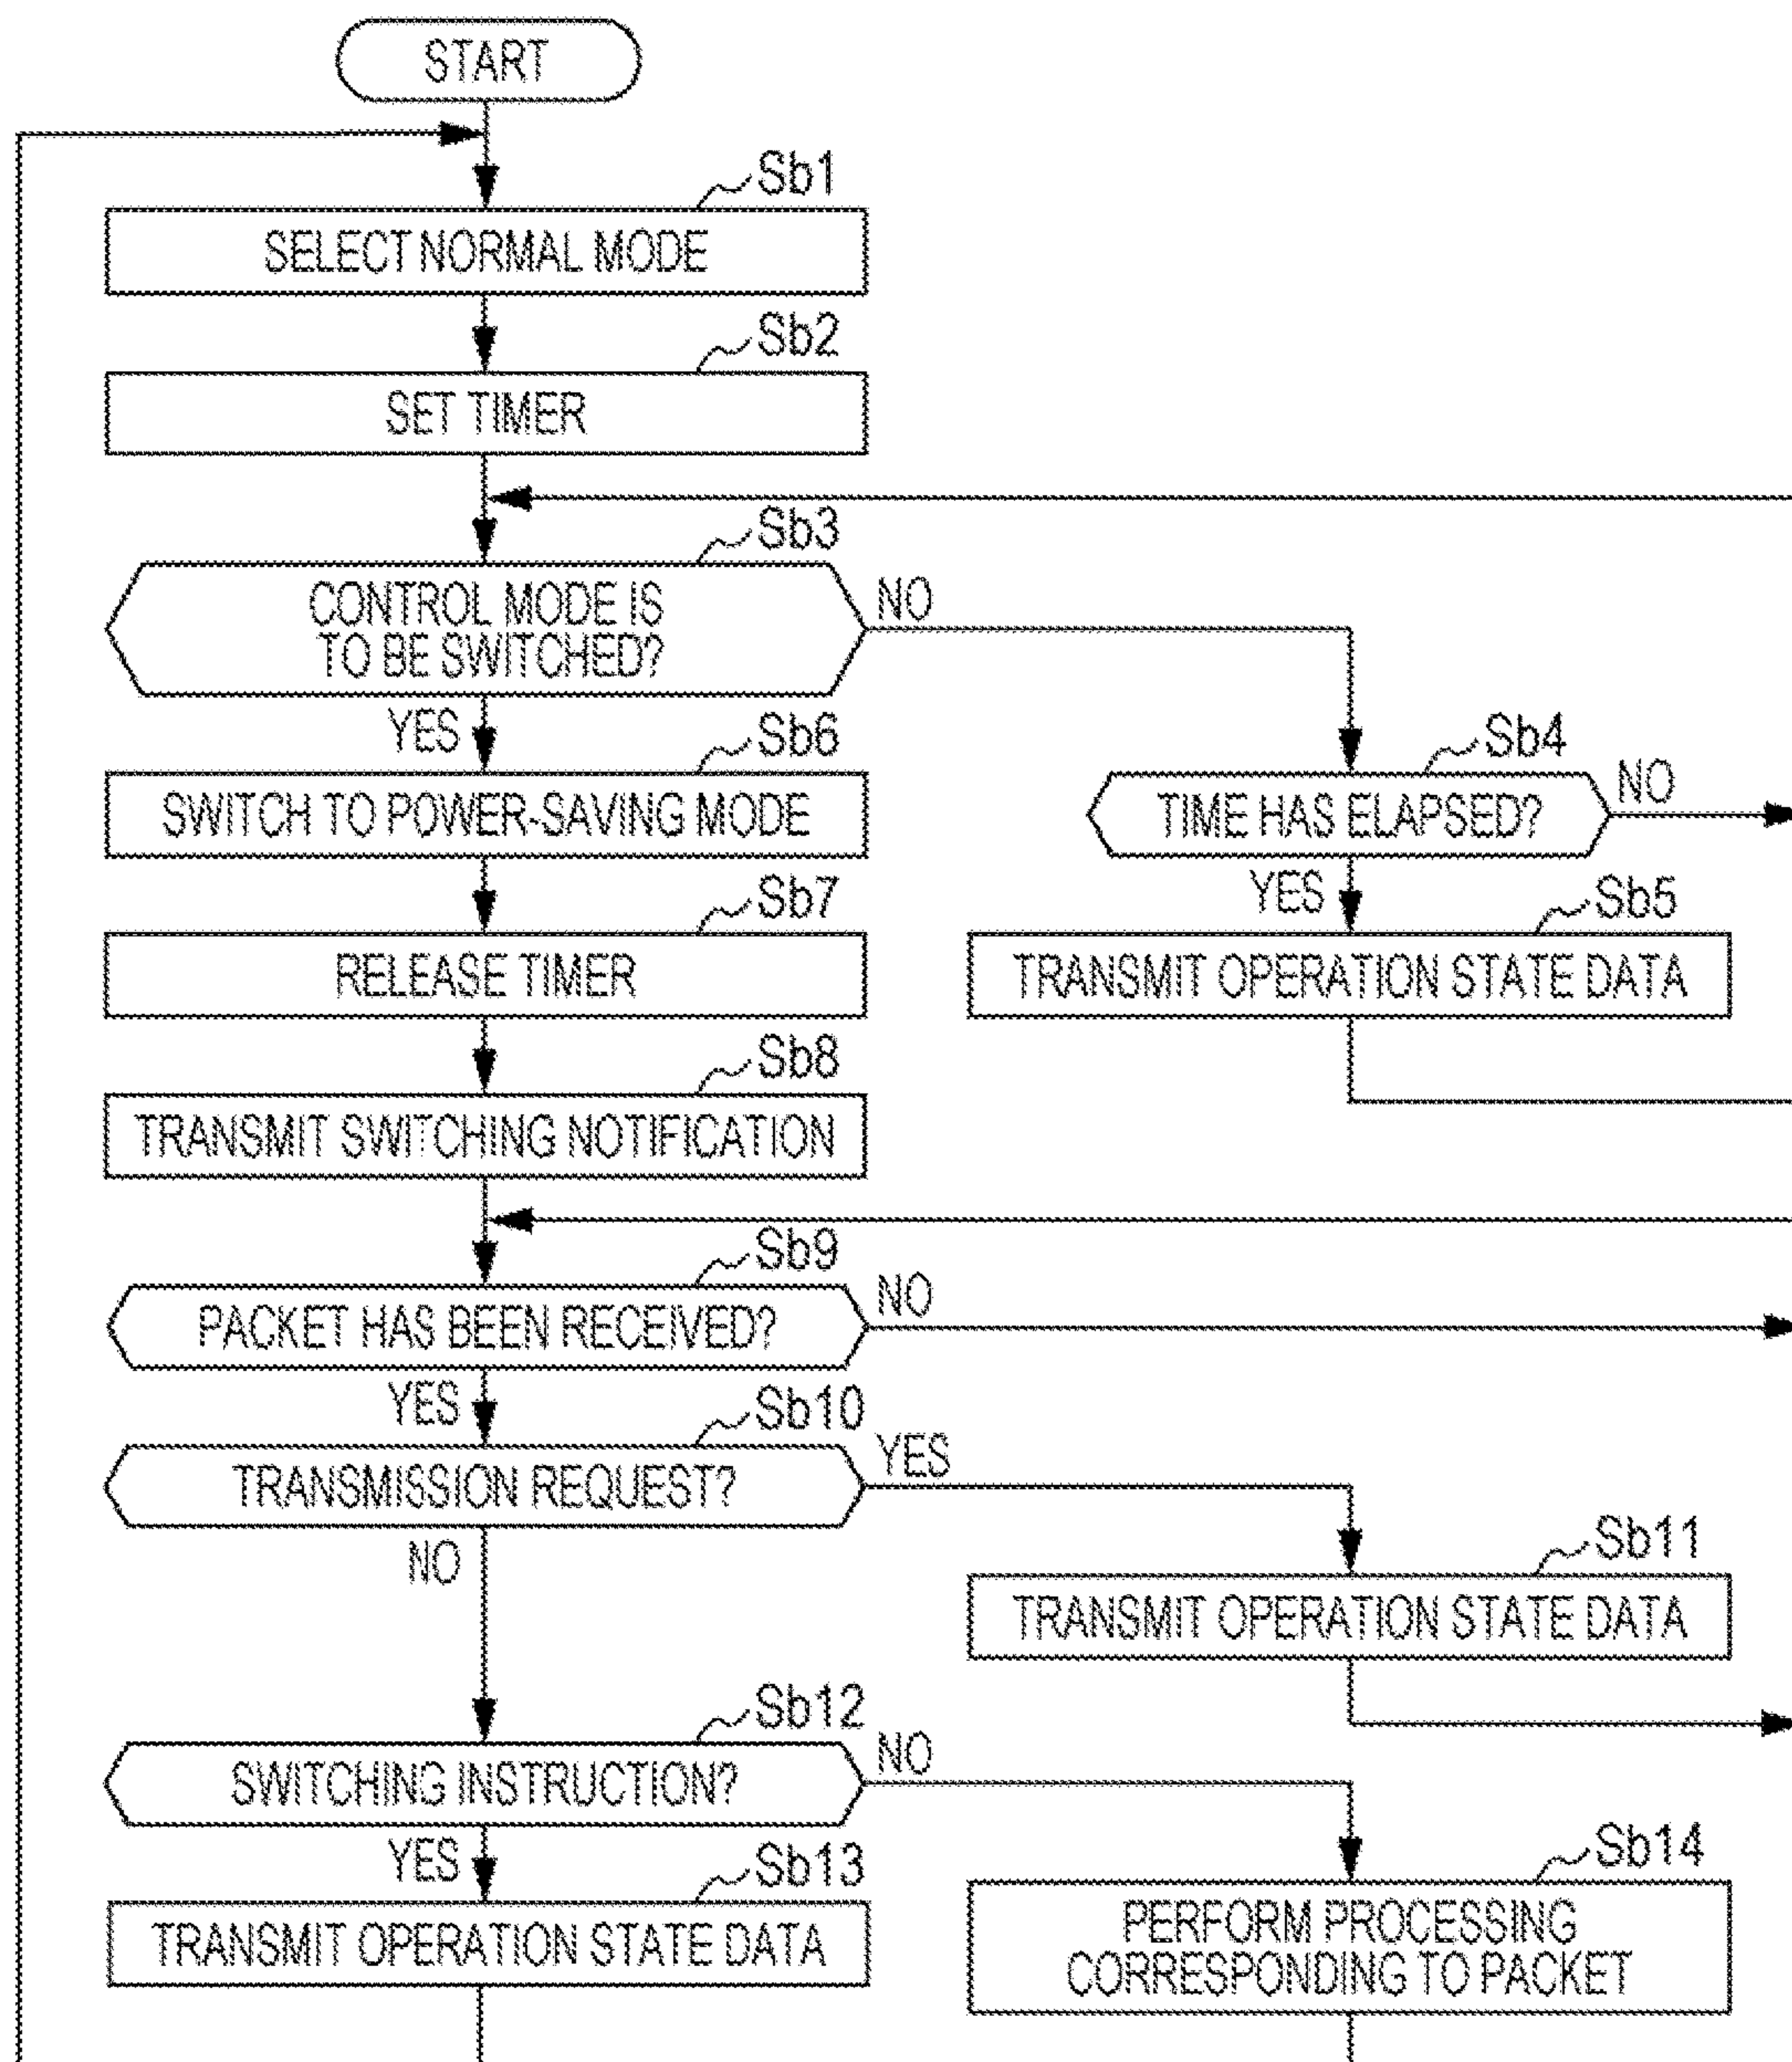 START
Sb1
SELECT NORMAL MODE
Sb2
SET TIMER
Sb3
CONTROL MODE IS
TO BE SWITCHED?
NO
YES
Sb4
TIME HAS ELAPSED?
NO
YES
Sb5
TRANSMIT OPERATION STATE DATA
Sb6
SWITCH TO POWER-SAVING MODE
Sb7
RELEASE TIMER
Sb8
TRANSMIT SWITCHING NOTIFICATION
Sb9
PACKET HAS BEEN RECEIVED?
NO
YES
Sb10
TRANSMISSION REQUEST?
YES
NO
Sb11
TRANSMIT OPERATION STATE DATA
Sb12
SWITCHING INSTRUCTION?
NO
YES
Sb13
TRANSMIT OPERATION STATE DATA
Sb14
PERFORM PROCESSING
CORRESPONDING TO PACKET